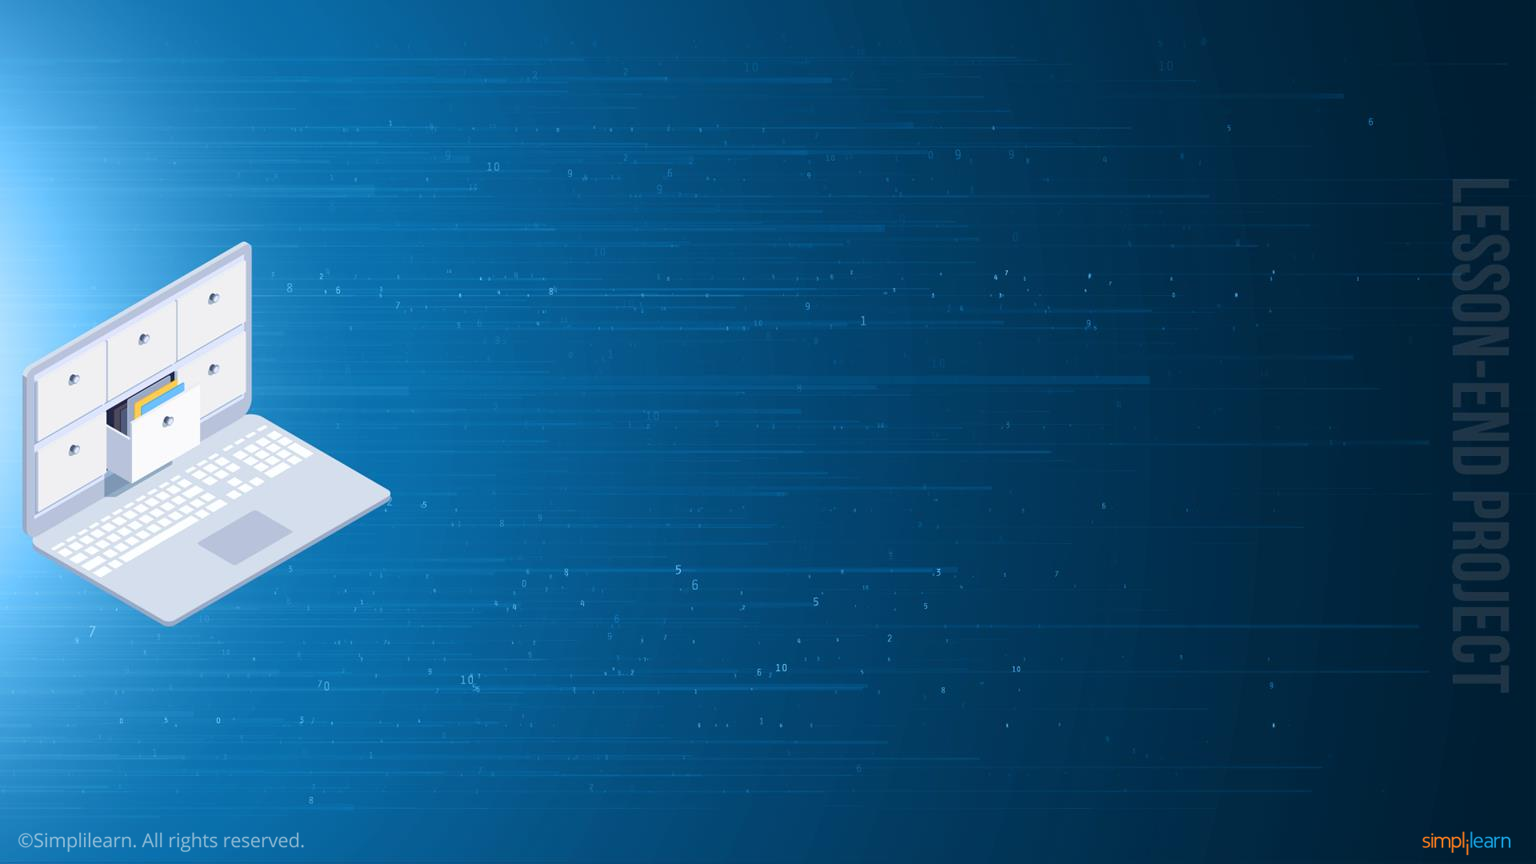 LESSON-END PROJECT
©Simplilearn. All rights reserved.
simplilearn